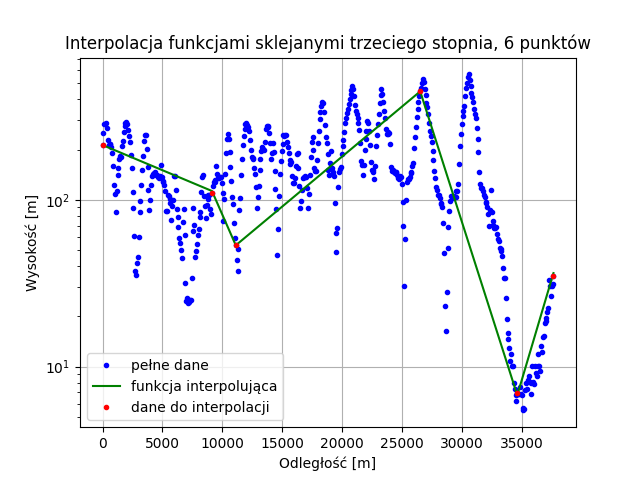 Interpolacja funkcjami sklejanymi trzeciego stopnia, 6 punktów
Wysokość [m]
10²
10¹
pełne dane
funkcja interpolująca
dane do interpolacji
0 5000 10000 15000 20000 25000 30000 35000
Odległość [m]